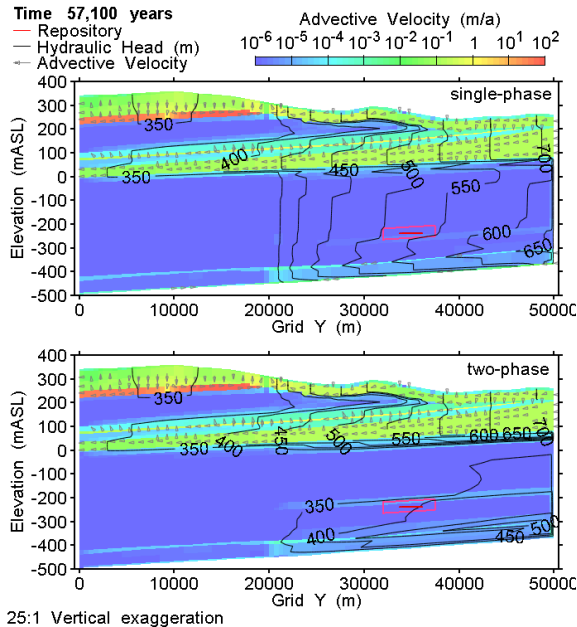 Time 57,100 years
Repository
Hydraulic Head (m)
Advective Velocity
Advective Velocity (m/a)
10-6 10-5 10-4 10-3 10-2 10-1 100 101 102
single-phase
Elevation (mASL)
400
300
200
100
0
-100
-200
-300
-400
-500
350
400
350
450
500
550
600
650
700
0 10000 20000 30000 40000 50000
Grid Y (m)
two-phase
Elevation (mASL)
400
300
200
100
0
-100
-200
-300
-400
-500
350
350
400
450
500
550
600
650
700
350
400
450
500
0 10000 20000 30000 40000 50000
Grid Y (m)
25:1 Vertical exaggeration